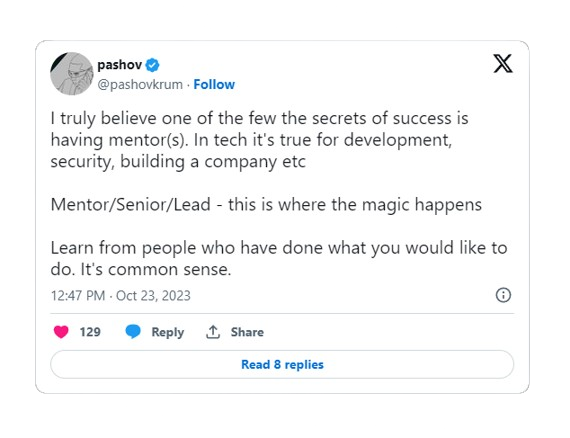 pashov
@pashovkrum · Follow
I truly believe one of the few the secrets of success is
having mentor(s). In tech it's true for development,
security, building a company etc
Mentor/Senior/Lead - this is where the magic happens
Learn from people who have done what you would like to
do. It's common sense.
12:47 PM · Oct 23, 2023
129 Reply Share
Read 8 replies